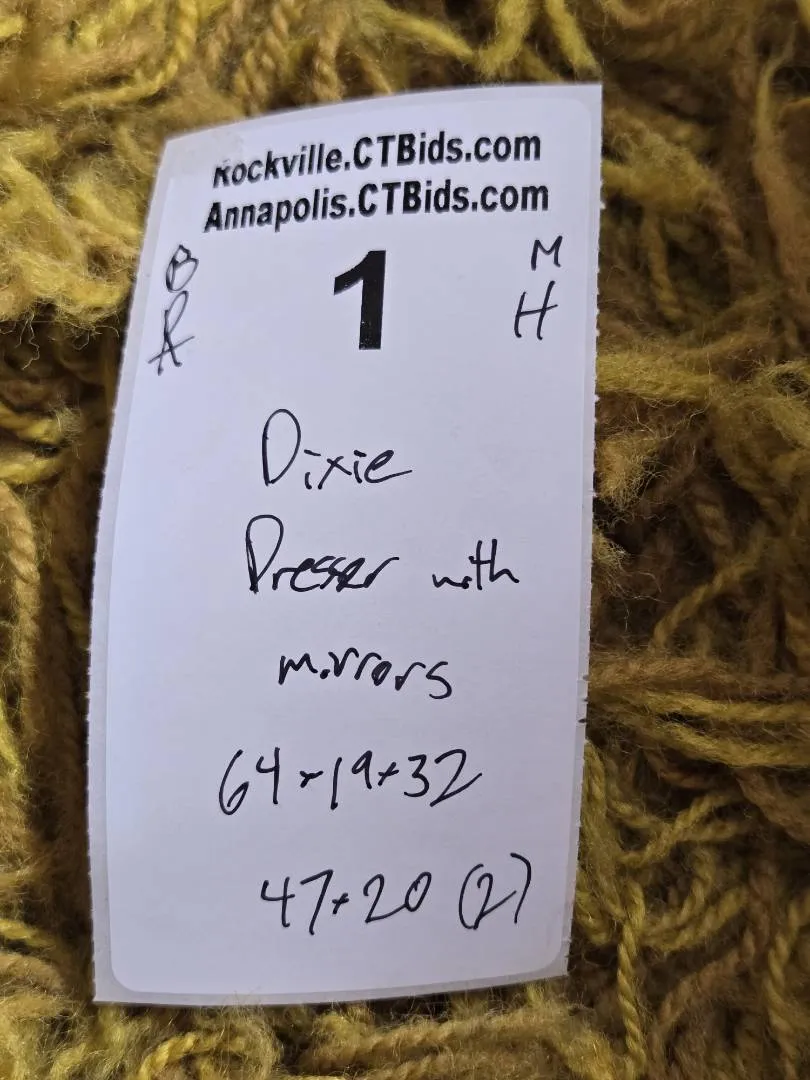 Rockville.CTBids.com
Annapolis.CTBids.com
B 1 M
R H
Dixie
Dresser with
mirrors
64x19x32
47x20 (2)